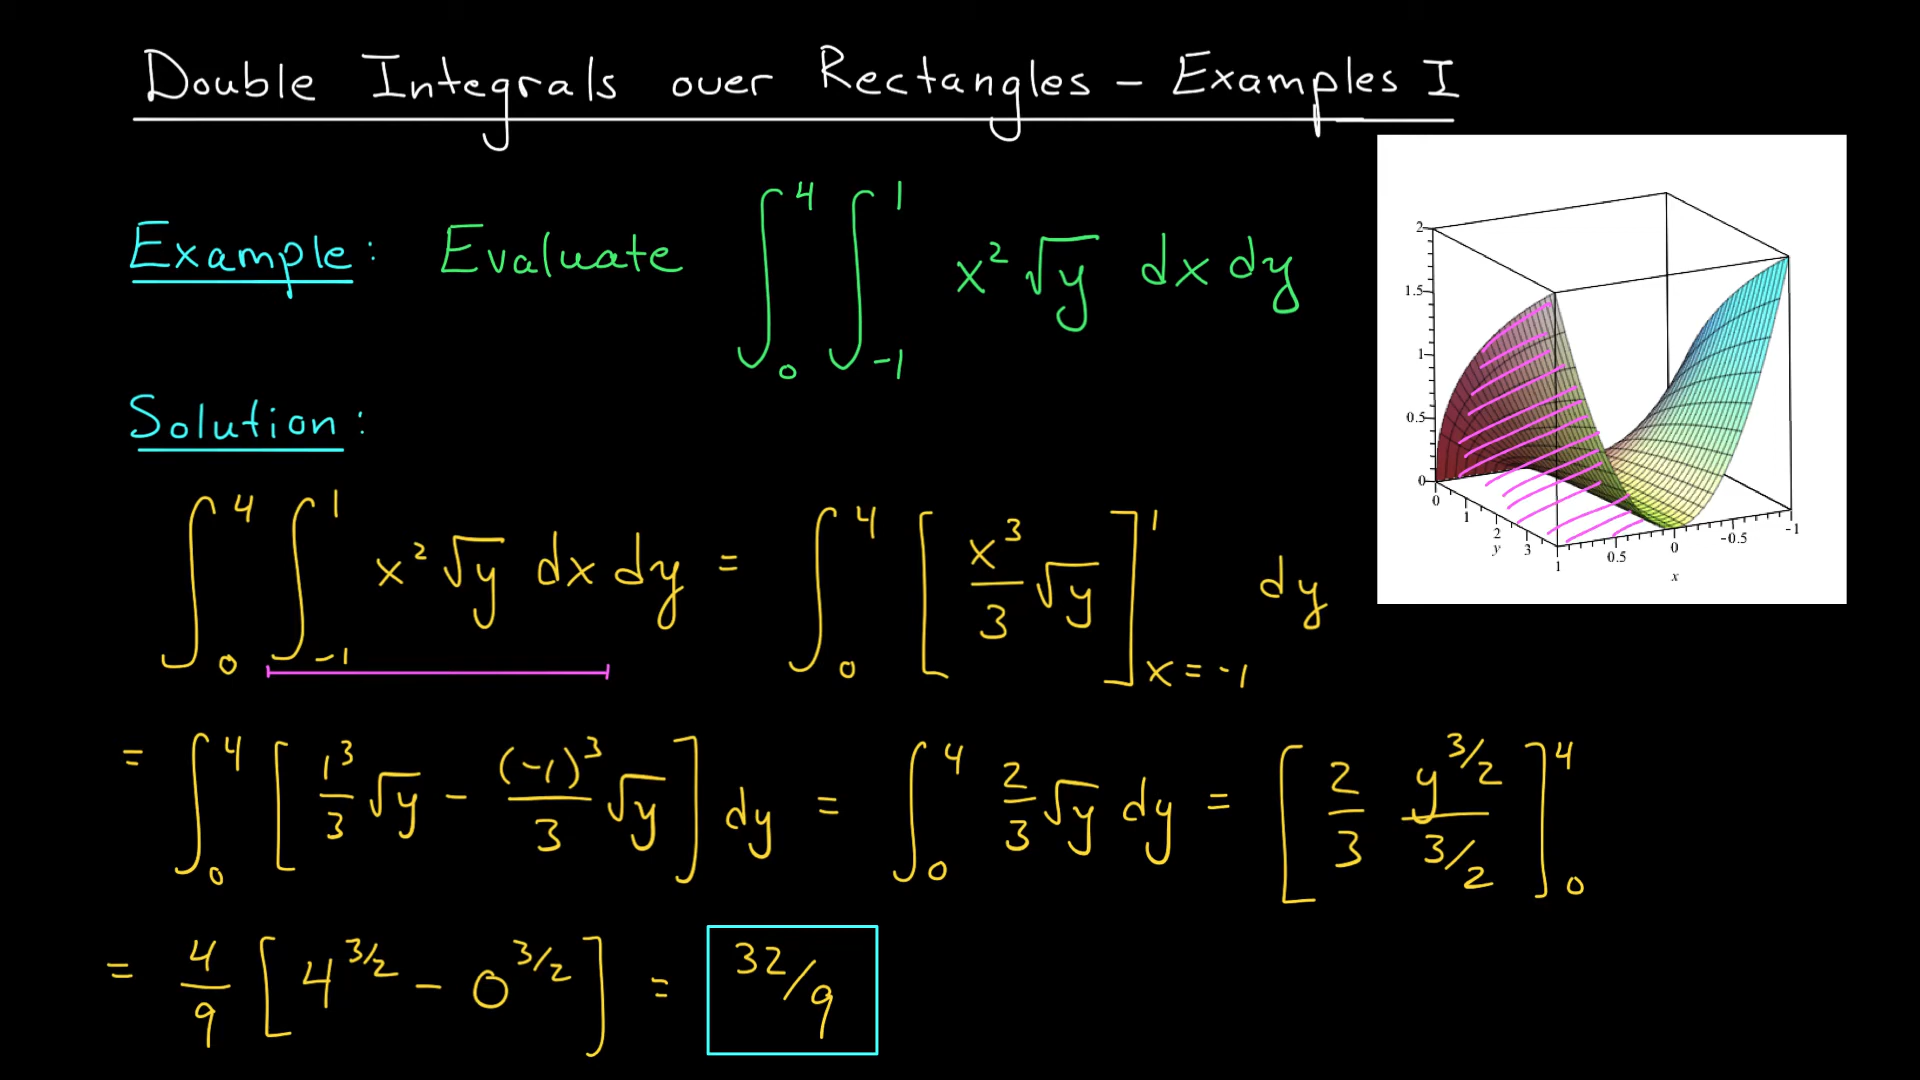 Double Integrals over Rectangles - Examples I
Example: Evaluate ∫₀⁴ ∫₋₁¹ x² √y dx dy
Solution:
∫₀⁴ ∫₋₁¹ x² √y dx dy = ∫₀⁴ [x³/3 √y]¹ₓ₌₋₁ dy
= ∫₀⁴ [1³/3 √y - (-1)³/3 √y] dy = ∫₀⁴ 2/3 √y dy = [2/3 y^(3/2)/(3/2)]₀⁴
= 4/9 [4^(3/2) - 0^(3/2)] = 32/9
2
1.5
1
0.5
0
0
1
2
3
y
1
0.5
0
-0.5
-1
x